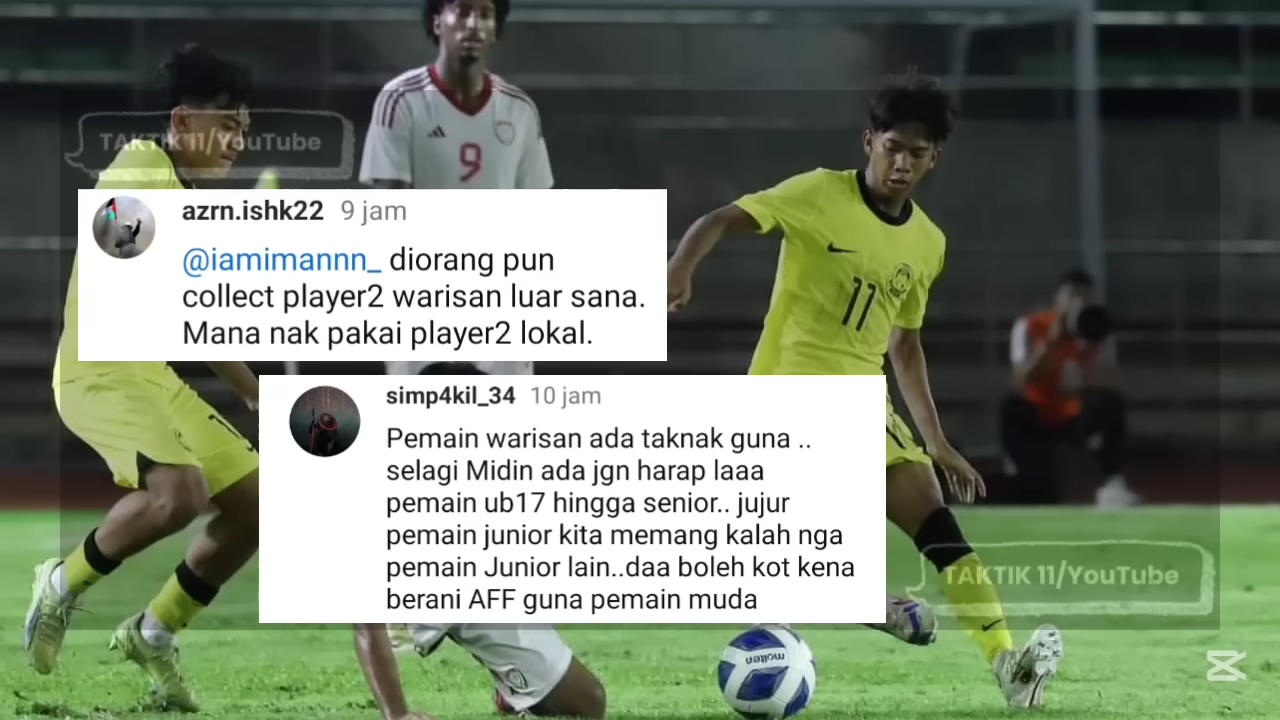 TAKTIK 11/YouTube
9
azrn.ishk22 9 jam
@iamimannn_ diorang pun
collect player2 warisan luar sana.
Mana nak pakai player2 lokal.
11
simp4kil_34 10 jam
Pemain warisan ada taknak guna ..
selagi Midin ada jgn harap laaa
pemain ub17 hingga senior.. jujur
pemain junior kita memang kalah nga
pemain Junior lain..daa boleh kot kena
berani AFF guna pemain muda
TAKTIK 11/YouTube
molten